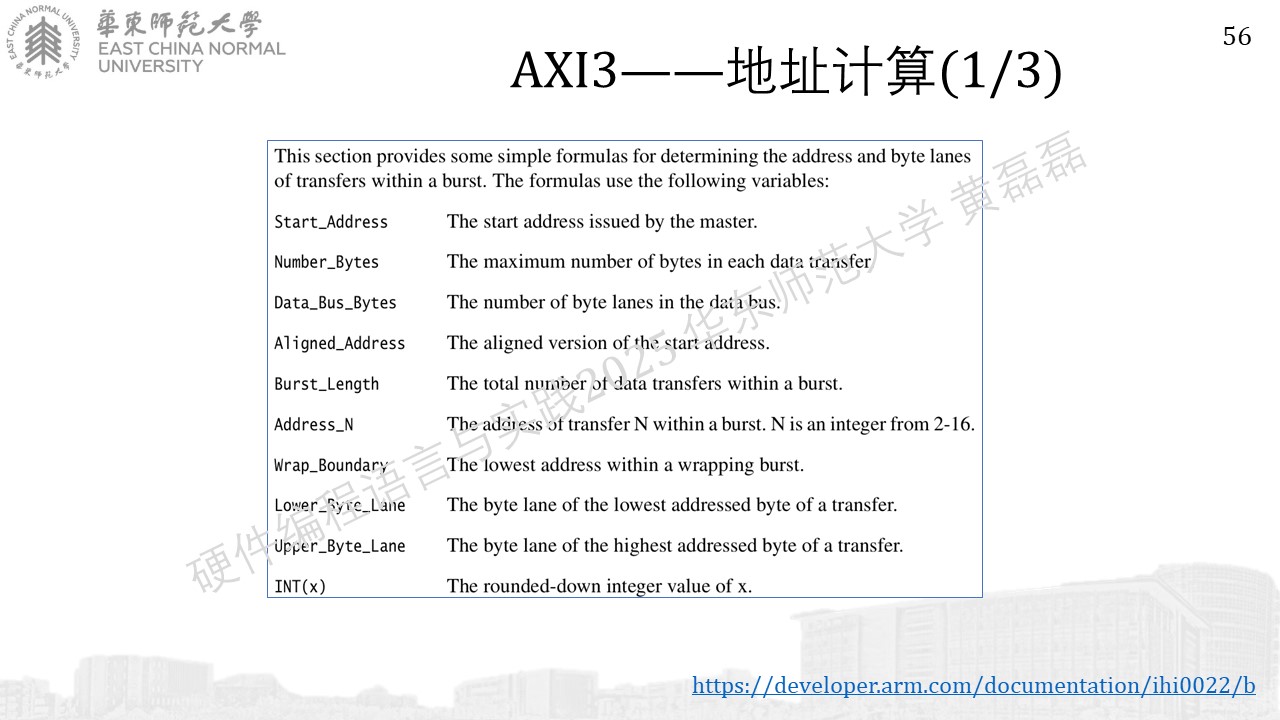 華東師範大學
EAST CHINA NORMAL
UNIVERSITY
EAST CHINA NORMAL UNIVERSITY
華東师范大学
56
AXI3——地址计算(1/3)
This section provides some simple formulas for determining the address and byte lanes
of transfers within a burst. The formulas use the following variables:
Start_Address The start address issued by the master.
Number_Bytes The maximum number of bytes in each data transfer
Data_Bus_Bytes The number of byte lanes in the data bus.
Aligned_Address The aligned version of the start address.
Burst_Length The total number of data transfers within a burst.
Address_N The address of transfer N within a burst. N is an integer from 2-16.
Wrap_Boundary The lowest address within a wrapping burst.
Lower_Byte_Lane The byte lane of the lowest addressed byte of a transfer.
Upper_Byte_Lane The byte lane of the highest addressed byte of a transfer.
INT(x) The rounded-down integer value of x.
硬件编程语言与实践2025 华东师范大学 黄磊磊
https://developer.arm.com/documentation/ihi0022/b